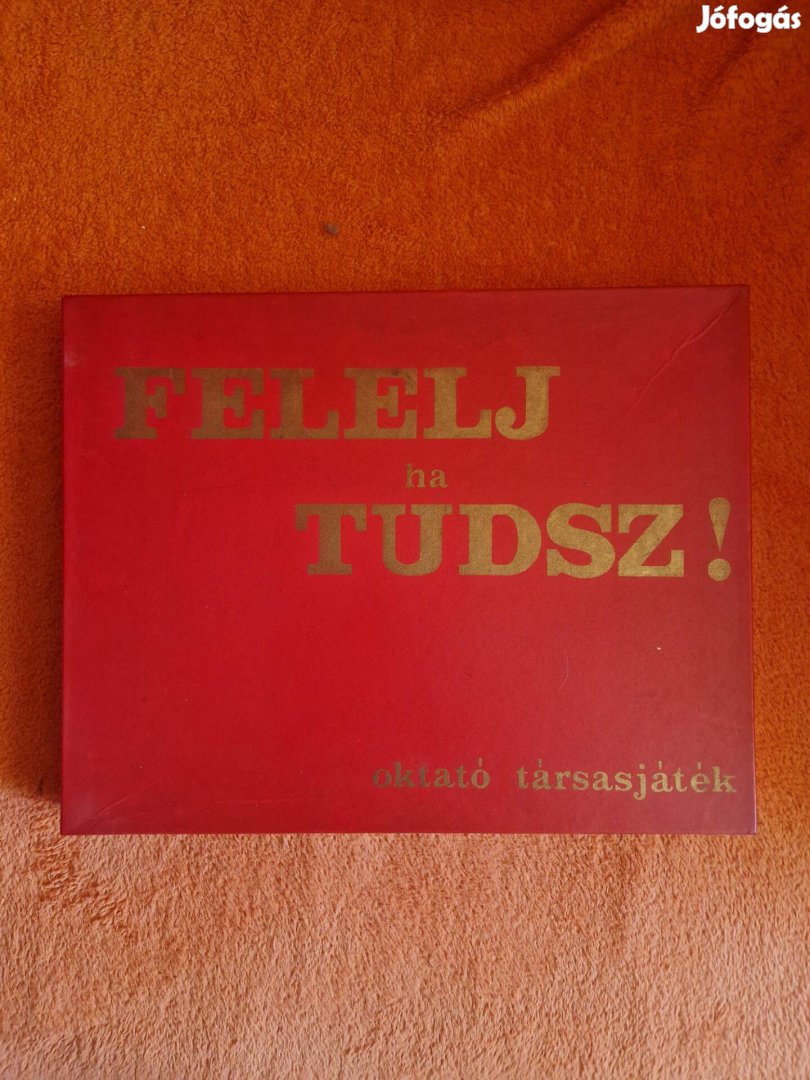 Jófogás
FELELJ
ha
TUDSZ!
oktató társasjáték